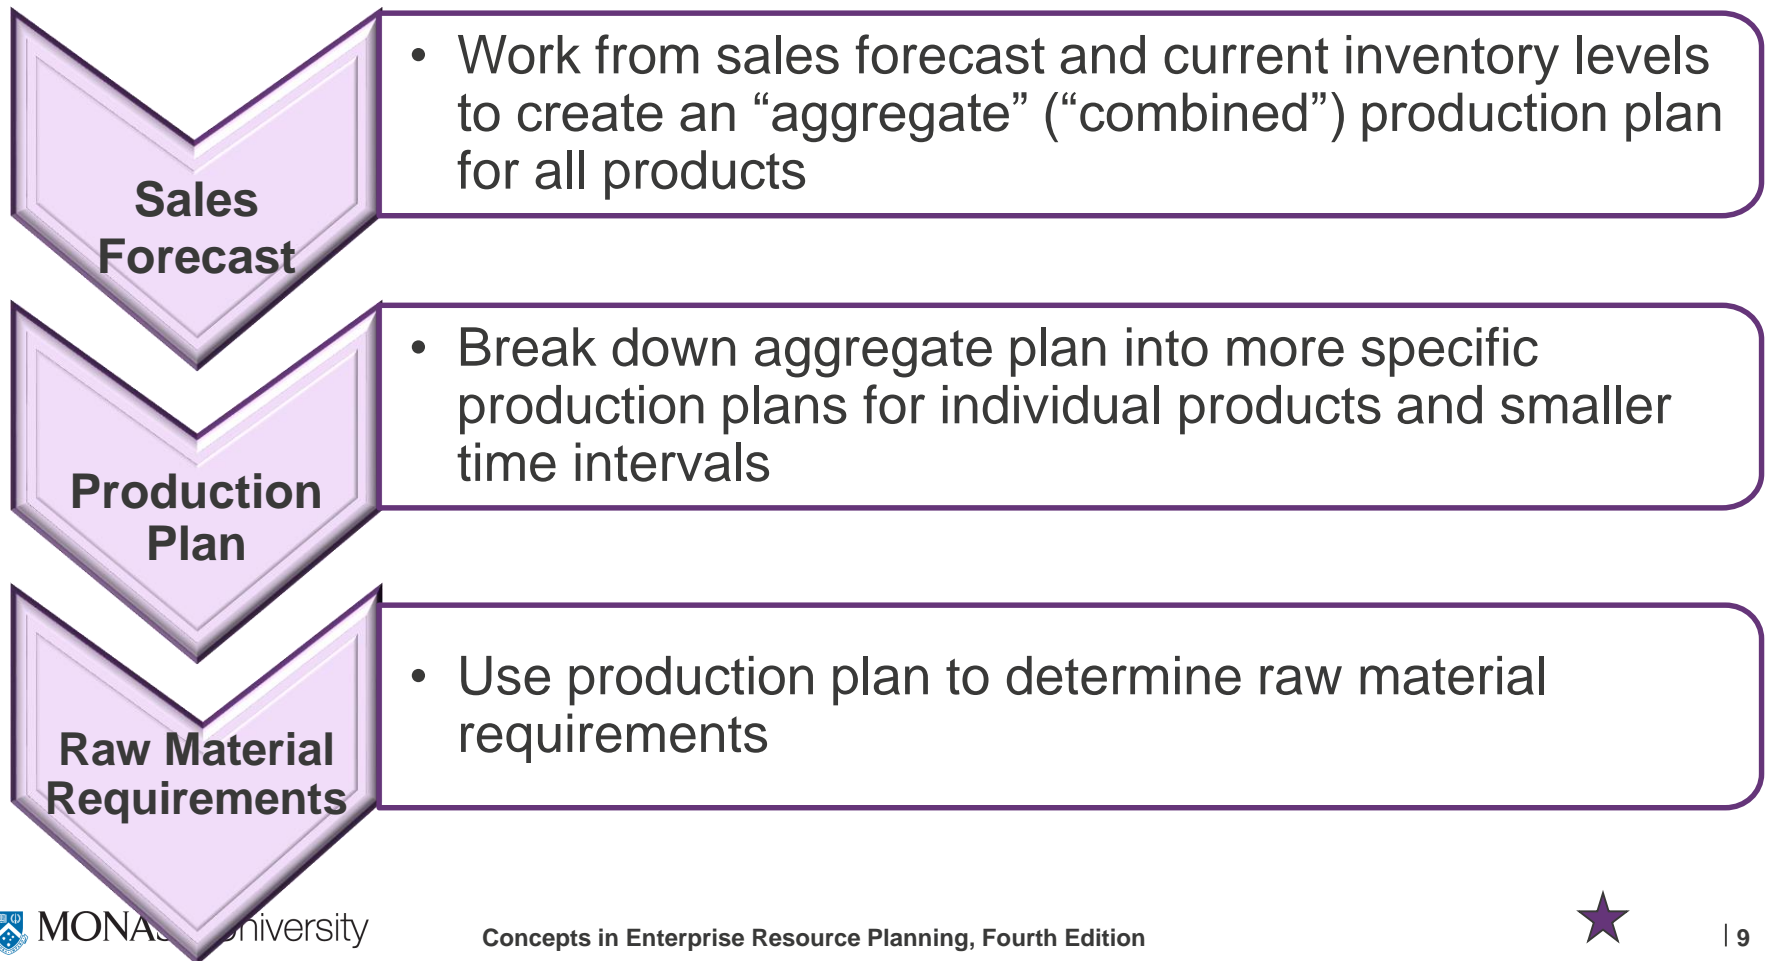 Sales
Forecast
• Work from sales forecast and current inventory levels
to create an “aggregate” (“combined”) production plan
for all products
Production
Plan
• Break down aggregate plan into more specific
production plans for individual products and smaller
time intervals
Raw Material
Requirements
• Use production plan to determine raw material
requirements
Concepts in Enterprise Resource Planning, Fourth Edition
| 9